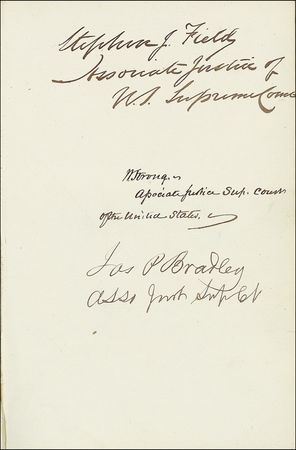 Stephen J. Field
Associate Justice of
U.S. Supreme Court
W Strong
Associate Justice Sup. Court
of the United States.
Jos P Bradley
Asso Just Sup Ct